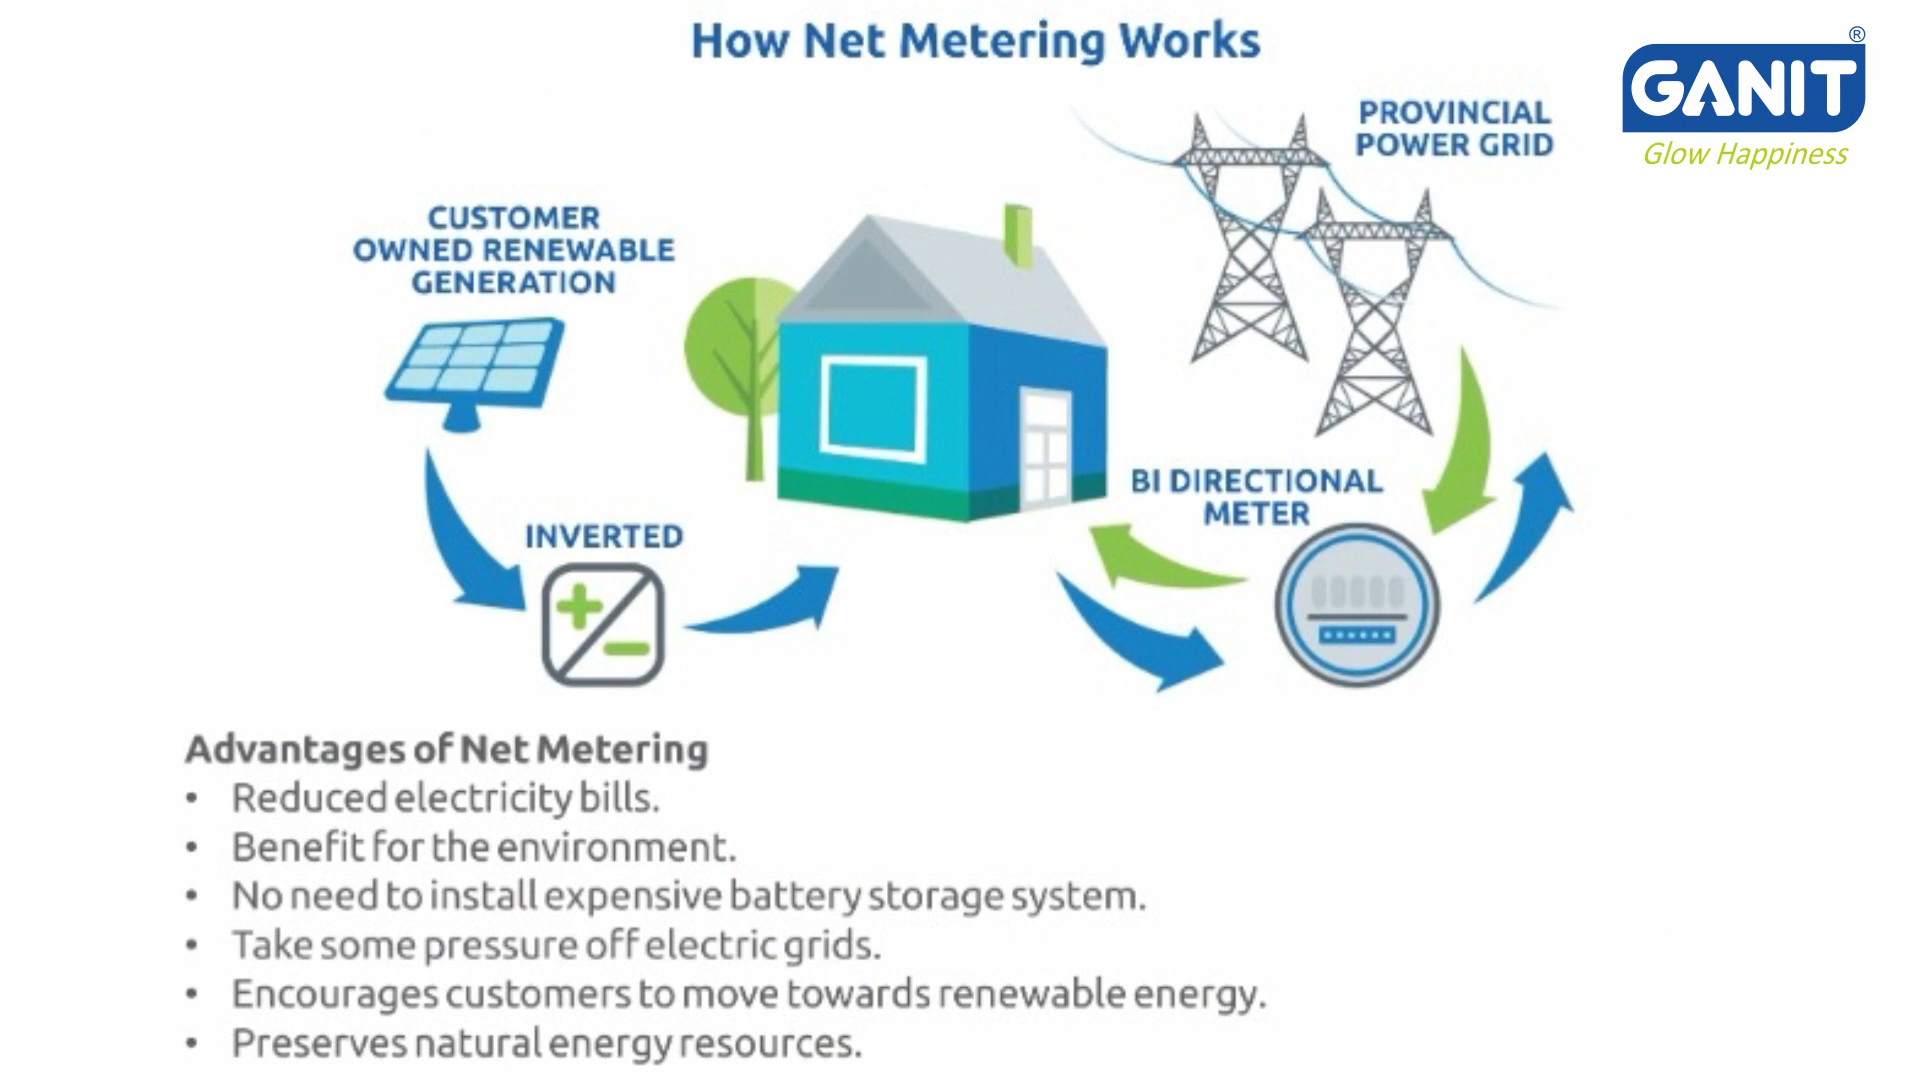 How Net Metering Works
®
GANIT
Glow Happiness
PROVINCIAL
POWER GRID
CUSTOMER
OWNED RENEWABLE
GENERATION
BI DIRECTIONAL
METER
INVERTED
Advantages of Net Metering
• Reduced electricity bills.
• Benefit for the environment.
• No need to install expensive battery storage system.
• Take some pressure off electric grids.
• Encourages customers to move towards renewable energy.
• Preserves natural energy resources.